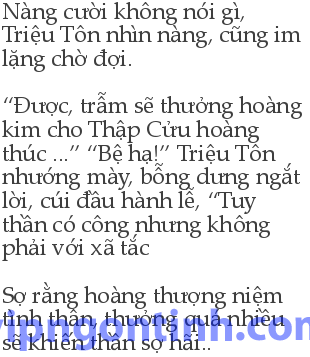 Nàng cười không nói gì,
Triệu Tôn nhìn nàng, cũng im
lặng chờ đợi.
“Được, trẫm sẽ thưởng hoàng
kim cho Thập Cửu hoàng
thúc ...” “Bệ hạ!” Triệu Tôn
nhướng mày, bỗng dưng ngắt
lời, cúi đầu hành lễ, “Tuy
thần có công nhưng không
phải với xã tắc
Sợ rằng hoàng thượng niệm
tình thân, thưởng quá nhiều
sẽ khiến thần sợ hãi..
vipngontinh.com